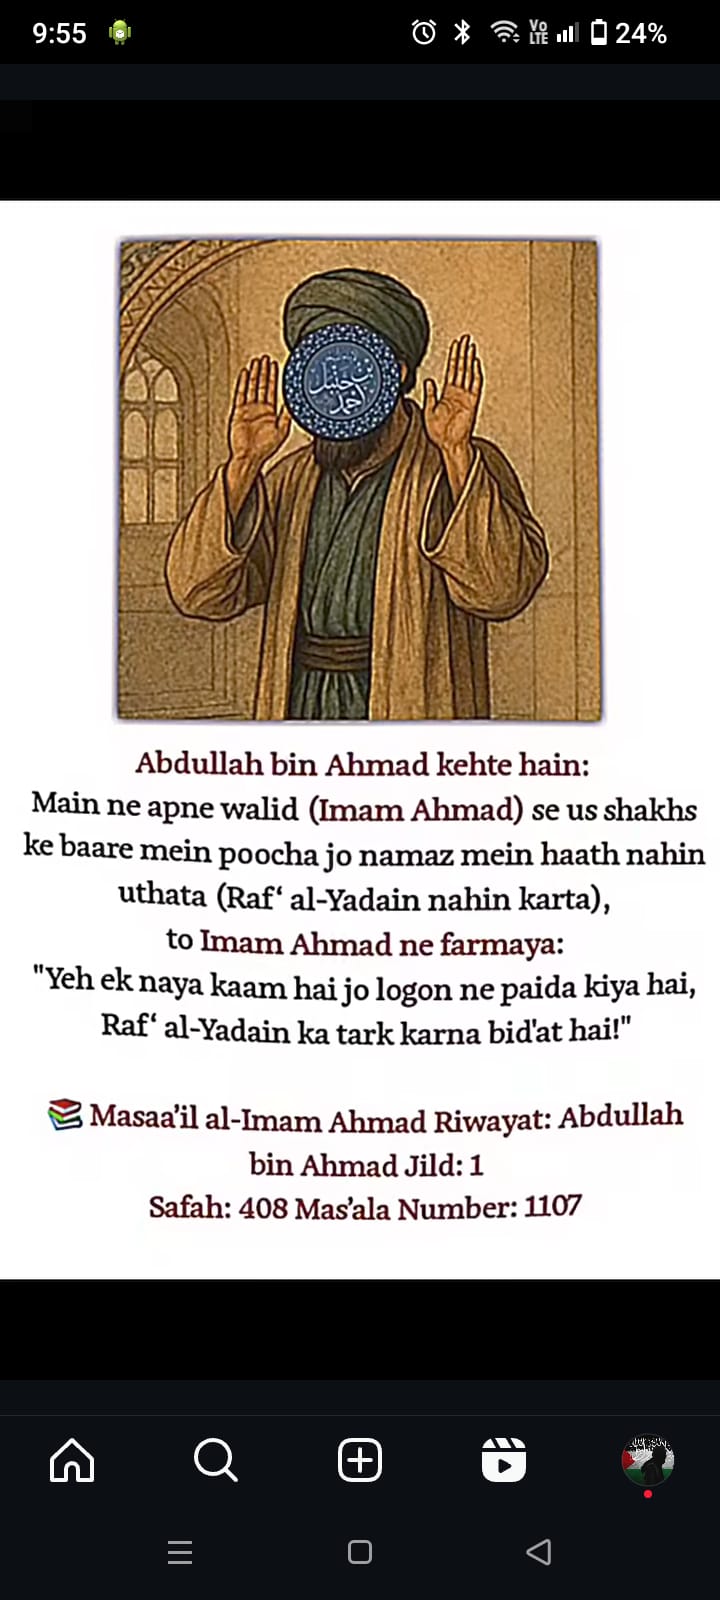 9:55
Vo
LTE
24%
بن حنبل
احمد
Abdullah bin Ahmad kehte hain:
Main ne apne walid (Imam Ahmad) se us shakhs
ke baare mein poocha jo namaz mein haath nahin
uthata (Raf‘ al-Yadain nahin karta),
to Imam Ahmad ne farmaya:
"Yeh ek naya kaam hai jo logon ne paida kiya hai,
Raf‘ al-Yadain ka tark karna bid'at hai!"
📚 Masaa’il al-Imam Ahmad Riwayat: Abdullah
bin Ahmad Jild: 1
Safah: 408 Mas’ala Number: 1107